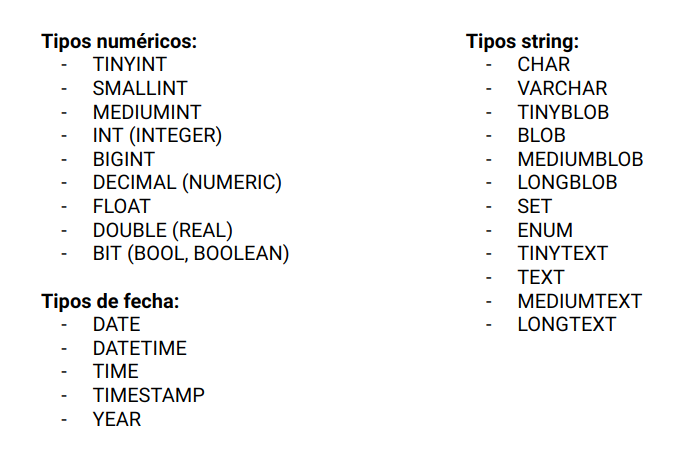 Tipos numéricos:
- TINYINT
- SMALLINT
- MEDIUMINT
- INT (INTEGER)
- BIGINT
- DECIMAL (NUMERIC)
- FLOAT
- DOUBLE (REAL)
- BIT (BOOL, BOOLEAN)
Tipos de fecha:
- DATE
- DATETIME
- TIME
- TIMESTAMP
- YEAR
Tipos string:
- CHAR
- VARCHAR
- TINYBLOB
- BLOB
- MEDIUMBLOB
- LONGBLOB
- SET
- ENUM
- TINYTEXT
- TEXT
- MEDIUMTEXT
- LONGTEXT